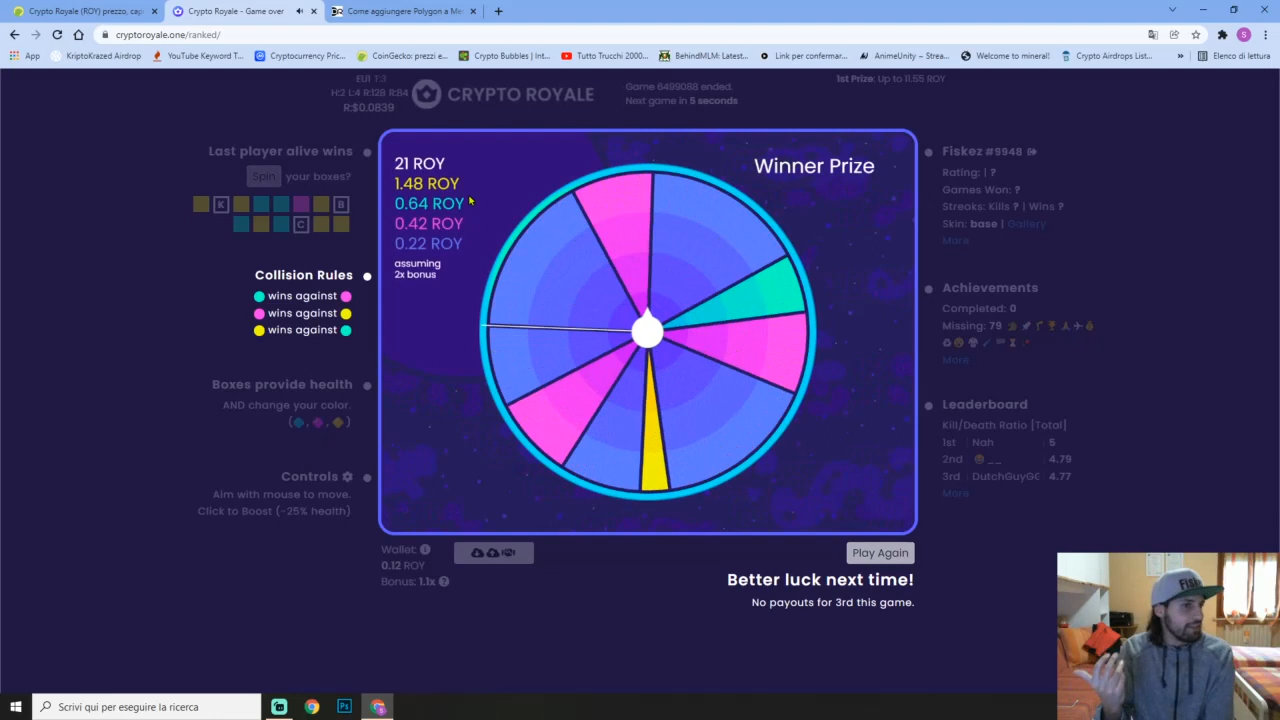 Crypto Royale (ROY) prezzo, cap
Crypto Royale - Game over
Come aggiungere Polygon a Me
cryptoroyale.one/ranked/
App
KriptoKrazed Airdrop
YouTube Keyword T...
Cryptocurrency Pric...
CoinGecko: prezzi e...
Crypto Bubbles | Int...
Tutto Trucchi 2000...
BehindMLM: Latest...
Link per confermar...
AnimeUnity ~ Strea...
Welcome to mineral!
Crypto Airdrops List...
»
Elenco di lettura
EU1 T:3
H:2 L:4 R:128 R:84
R:$0.0839
CRYPTO ROYALE
Game 6499088 ended.
Next game in 5 seconds
1st Prize: Up to 11.55 ROY
Last player alive wins
Spin your boxes?
K
B
C
Collision Rules
wins against
wins against
wins against
Boxes provide health
AND change your color.
( , , )
Controls
Aim with mouse to move.
Click to Boost (-25% health)
21 ROY
1.48 ROY
0.64 ROY
0.42 ROY
0.22 ROY
assuming
2x bonus
Winner Prize
Wallet:
0.12 ROY
Bonus: 1.1x
Play Again
Better luck next time!
No payouts for 3rd this game.
Fiskez #9948
Rating: | ?
Games Won: ?
Streaks: Kills ? | Wins ?
Skin: base | Gallery
More
Achievements
Completed: 0
Missing: 79
More
Leaderboard
Kill/Death Ratio [Total]
1st Nah 5
2nd _ _ 4.79
3rd DutchGuyGG 4.77
More
Scrivi qui per eseguire la ricerca